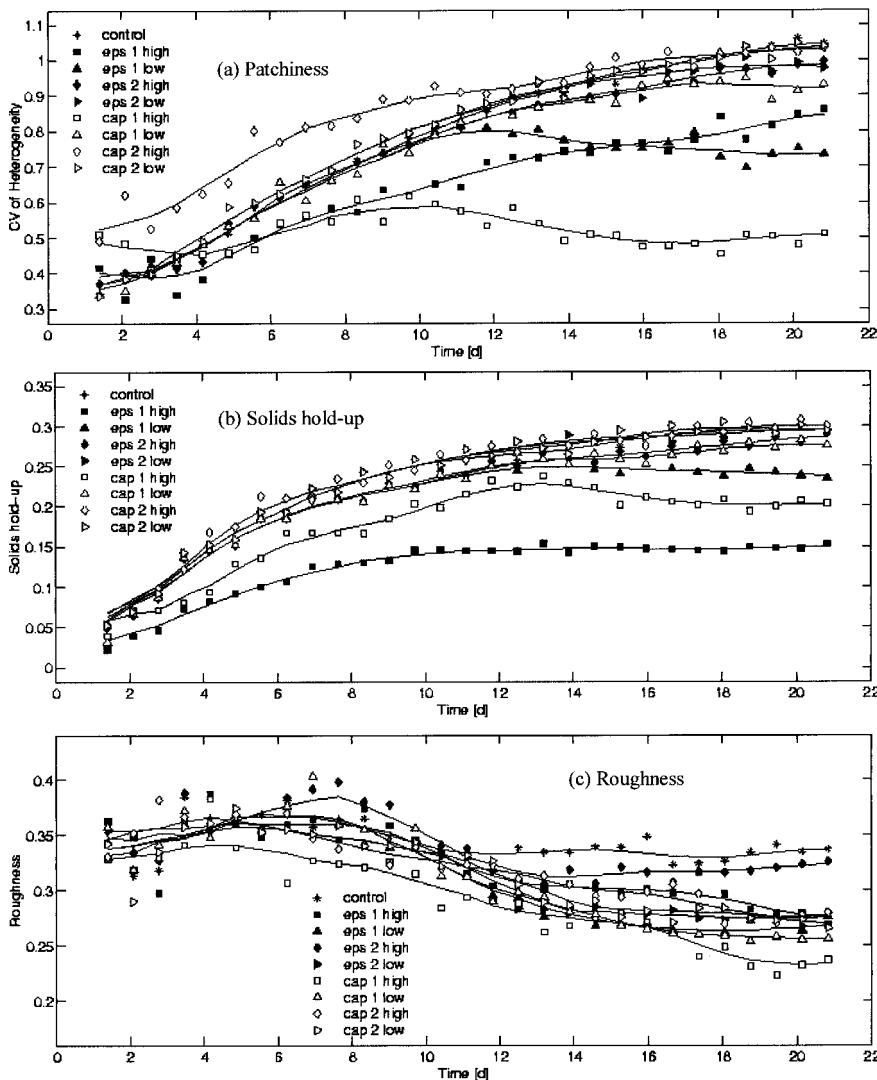 (a) Patchiness
control
eps 1 high
eps 1 low
eps 2 high
eps 2 low
cap 1 high
cap 1 low
cap 2 high
cap 2 low
CV of Heterogeneity
1.1
1
0.9
0.8
0.7
0.6
0.5
0.4
0.3
0 2 4 6 8 10 12 14 16 18 20 22
Time [d]
(b) Solids hold-up
control
eps 1 high
eps 1 low
eps 2 high
eps 2 low
cap 1 high
cap 1 low
cap 2 high
cap 2 low
Solids hold-up
0.35
0.3
0.25
0.2
0.15
0.1
0.05
0
0 2 4 6 8 10 12 14 16 18 20 22
Time [d]
(c) Roughness
Roughness
0.4
0.35
0.3
0.25
0.2
control
eps 1 high
eps 1 low
eps 2 high
eps 2 low
cap 1 high
cap 1 low
cap 2 high
cap 2 low
0 2 4 6 8 10 12 14 16 18 20 22
Time [d]